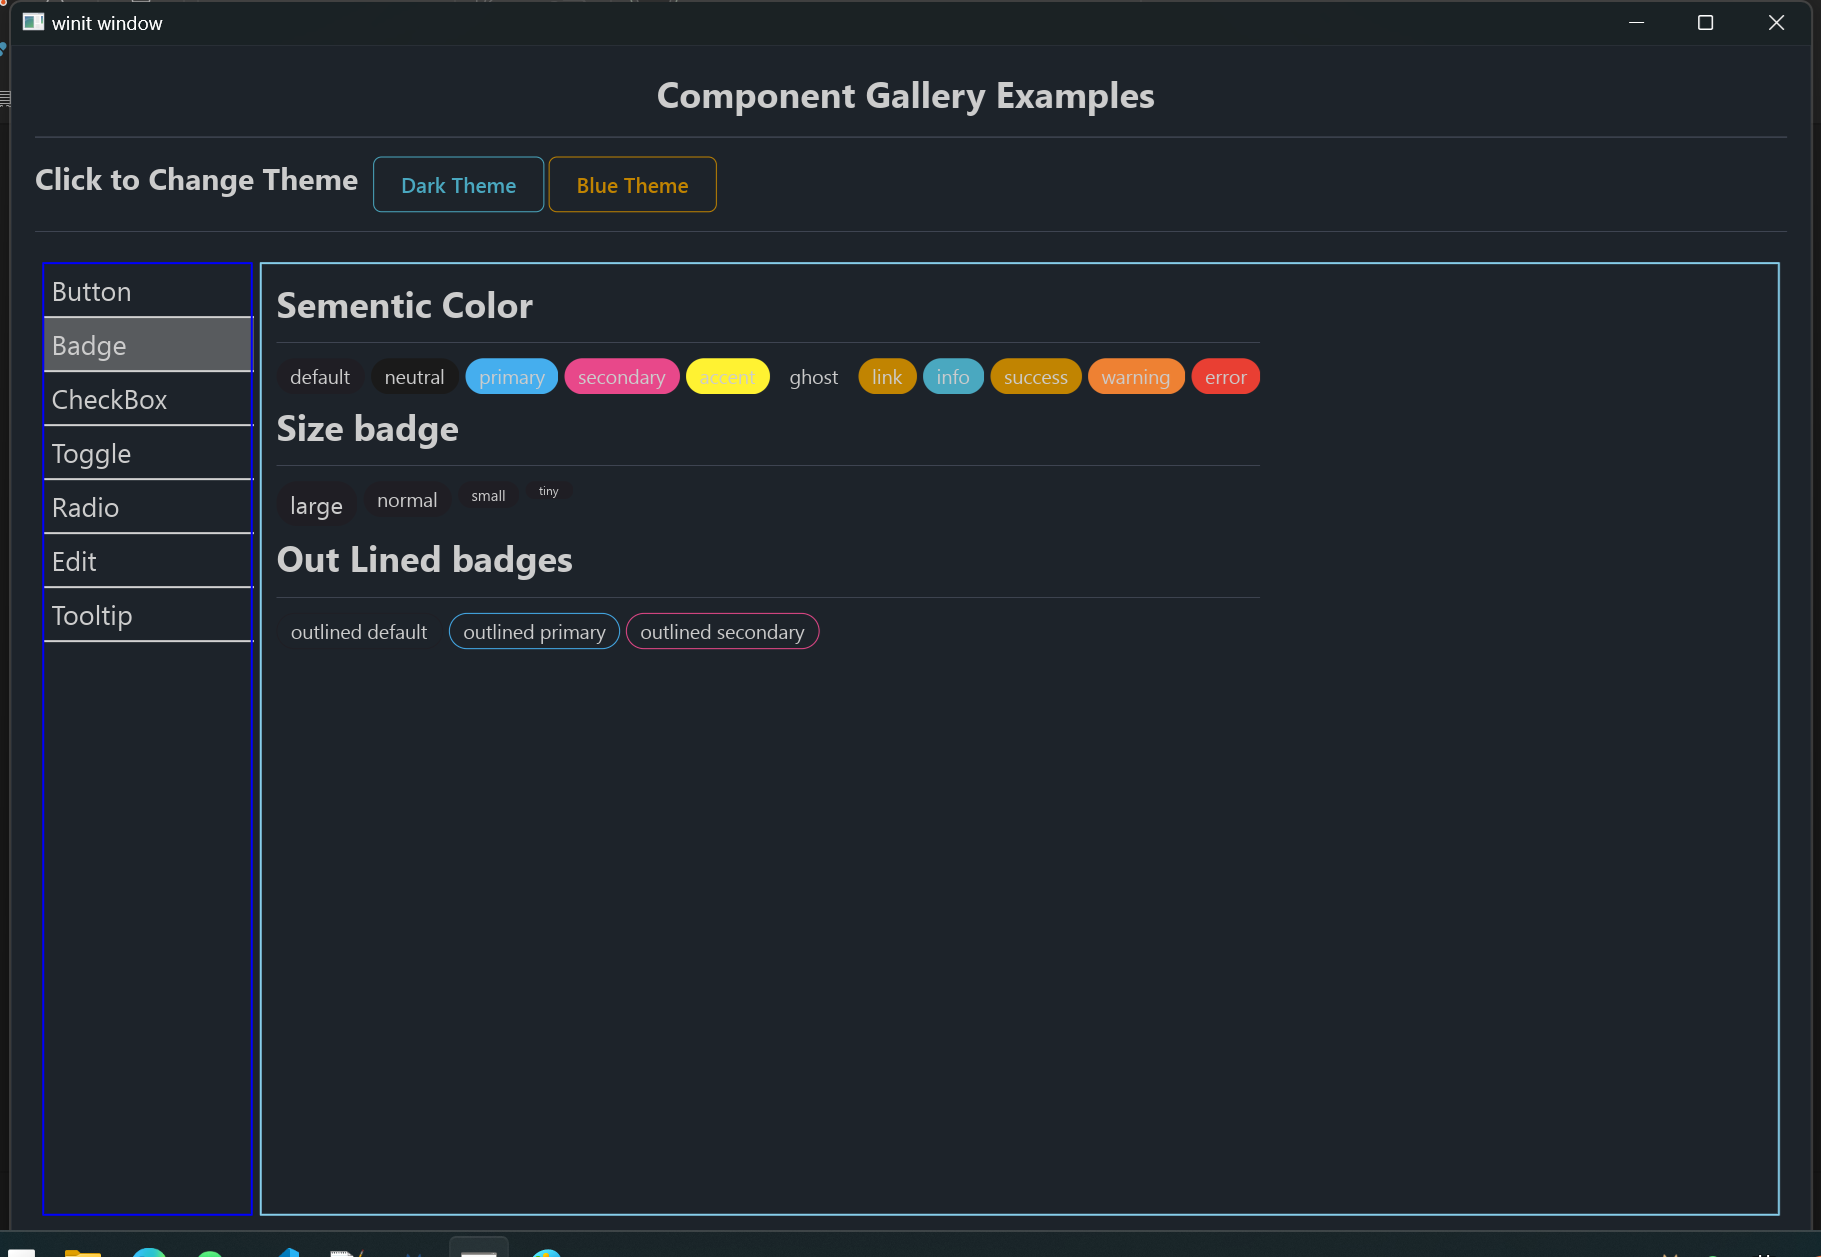 winit window
Component Gallery Examples
Click to Change Theme Dark Theme Blue Theme
Button
Badge
CheckBox
Toggle
Radio
Edit
Tooltip
Sementic Color
default neutral primary secondary accent ghost link info success warning error
Size badge
large normal small tiny
Out Lined badges
outlined default outlined primary outlined secondary